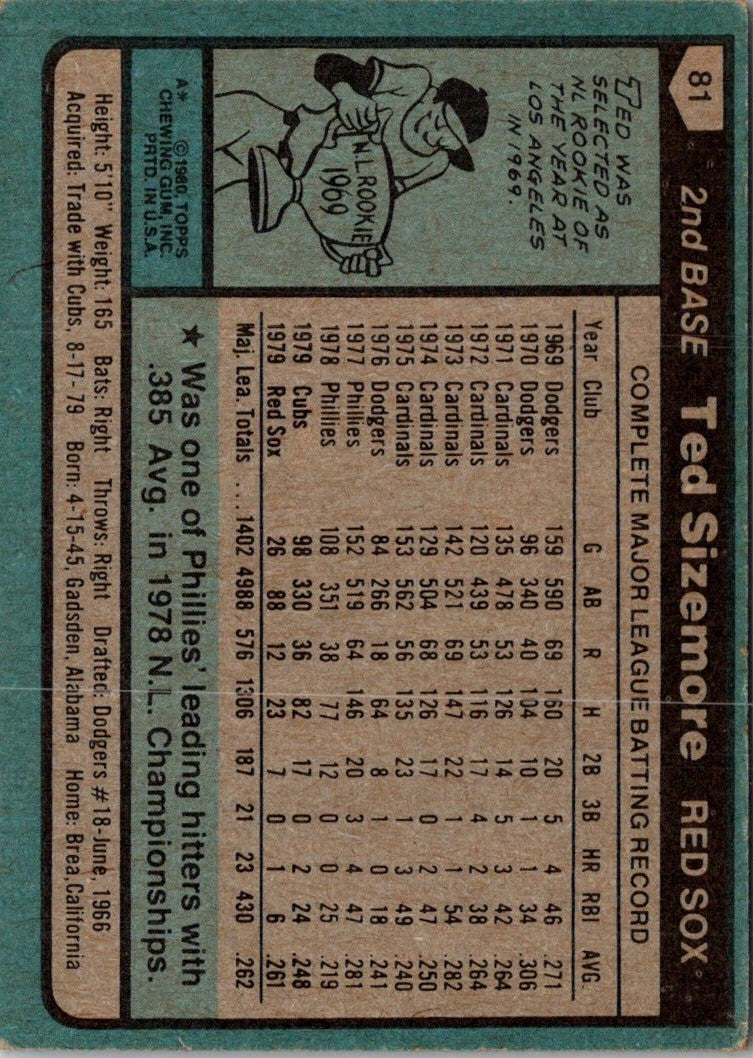 81
2nd BASE Ted Sizemore RED SOX
TED WAS
SELECTED AS
NL ROOKIE OF
THE YEAR AT
LOS ANGELES
IN 1969.
N.L. ROOKIE
1969
A* ©1980, TOPPS
CHEWING GUM, INC.
PRTD. IN U.S.A.
COMPLETE MAJOR LEAGUE BATTING RECORD
Year Club G AB R H 2B 3B HR RBI AVG.
1969 Dodgers 159 590 69 160 20 5 4 46 .271
1970 Dodgers 96 340 40 104 10 1 1 34 .306
1971 Cardinals 135 478 53 126 14 5 3 42 .264
1972 Cardinals 120 439 53 116 17 4 2 38 .264
1973 Cardinals 142 521 69 147 22 1 1 54 .282
1974 Cardinals 129 504 68 126 17 0 2 47 .250
1975 Cardinals 153 562 56 135 23 1 3 49 .240
1976 Dodgers 84 266 18 64 8 1 0 18 .241
1977 Phillies 152 519 64 146 20 3 4 47 .281
1978 Phillies 108 351 38 77 12 0 0 25 .219
1979 Cubs 98 330 36 82 17 0 2 24 .248
1979 Red Sox 26 88 12 23 7 0 1 6 .261
Maj. Lea. Totals ... 1402 4988 576 1306 187 21 23 430 .262
★ Was one of Phillies' leading hitters with
.385 Avg. in 1978 N.L. Championships.
Height: 5'10" Weight: 165 Bats: Right Throws: Right Drafted: Dodgers #18-June, 1966
Acquired: Trade with Cubs, 8-17-79 Born: 4-15-45, Gadsden, Alabama Home: Brea, California